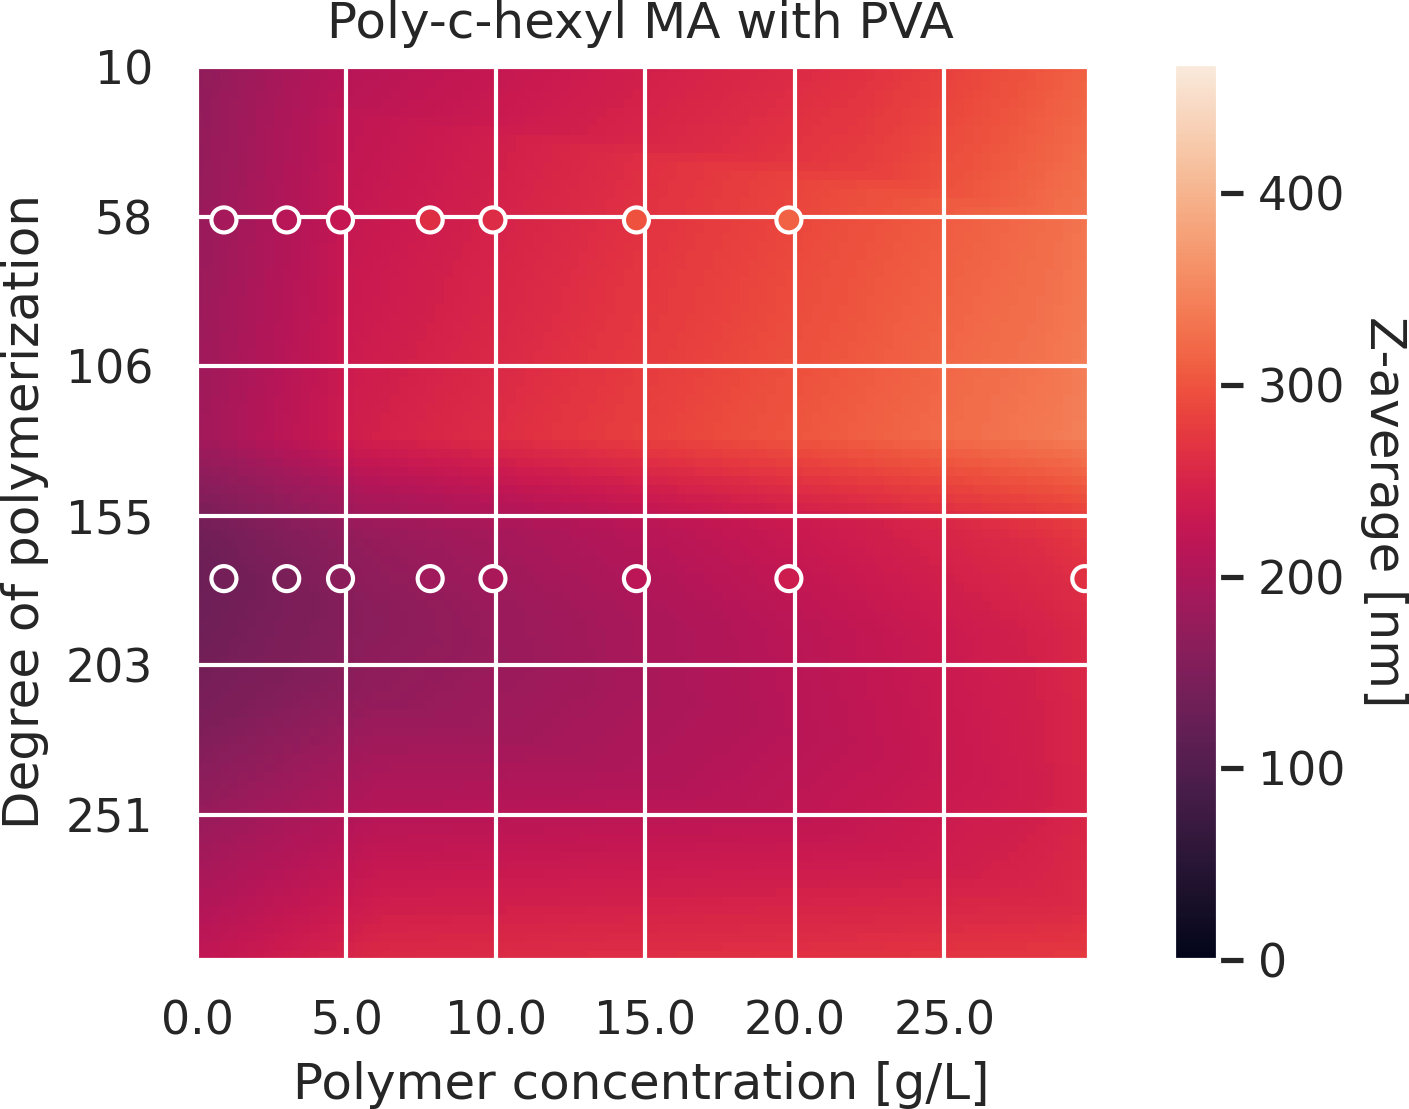 Poly-c-hexyl MA with PVA
10
58
106
155
203
251
Degree of polymerization
0.0 5.0 10.0 15.0 20.0 25.0
Polymer concentration [g/L]
400
300
200
100
0
Z-average [nm]